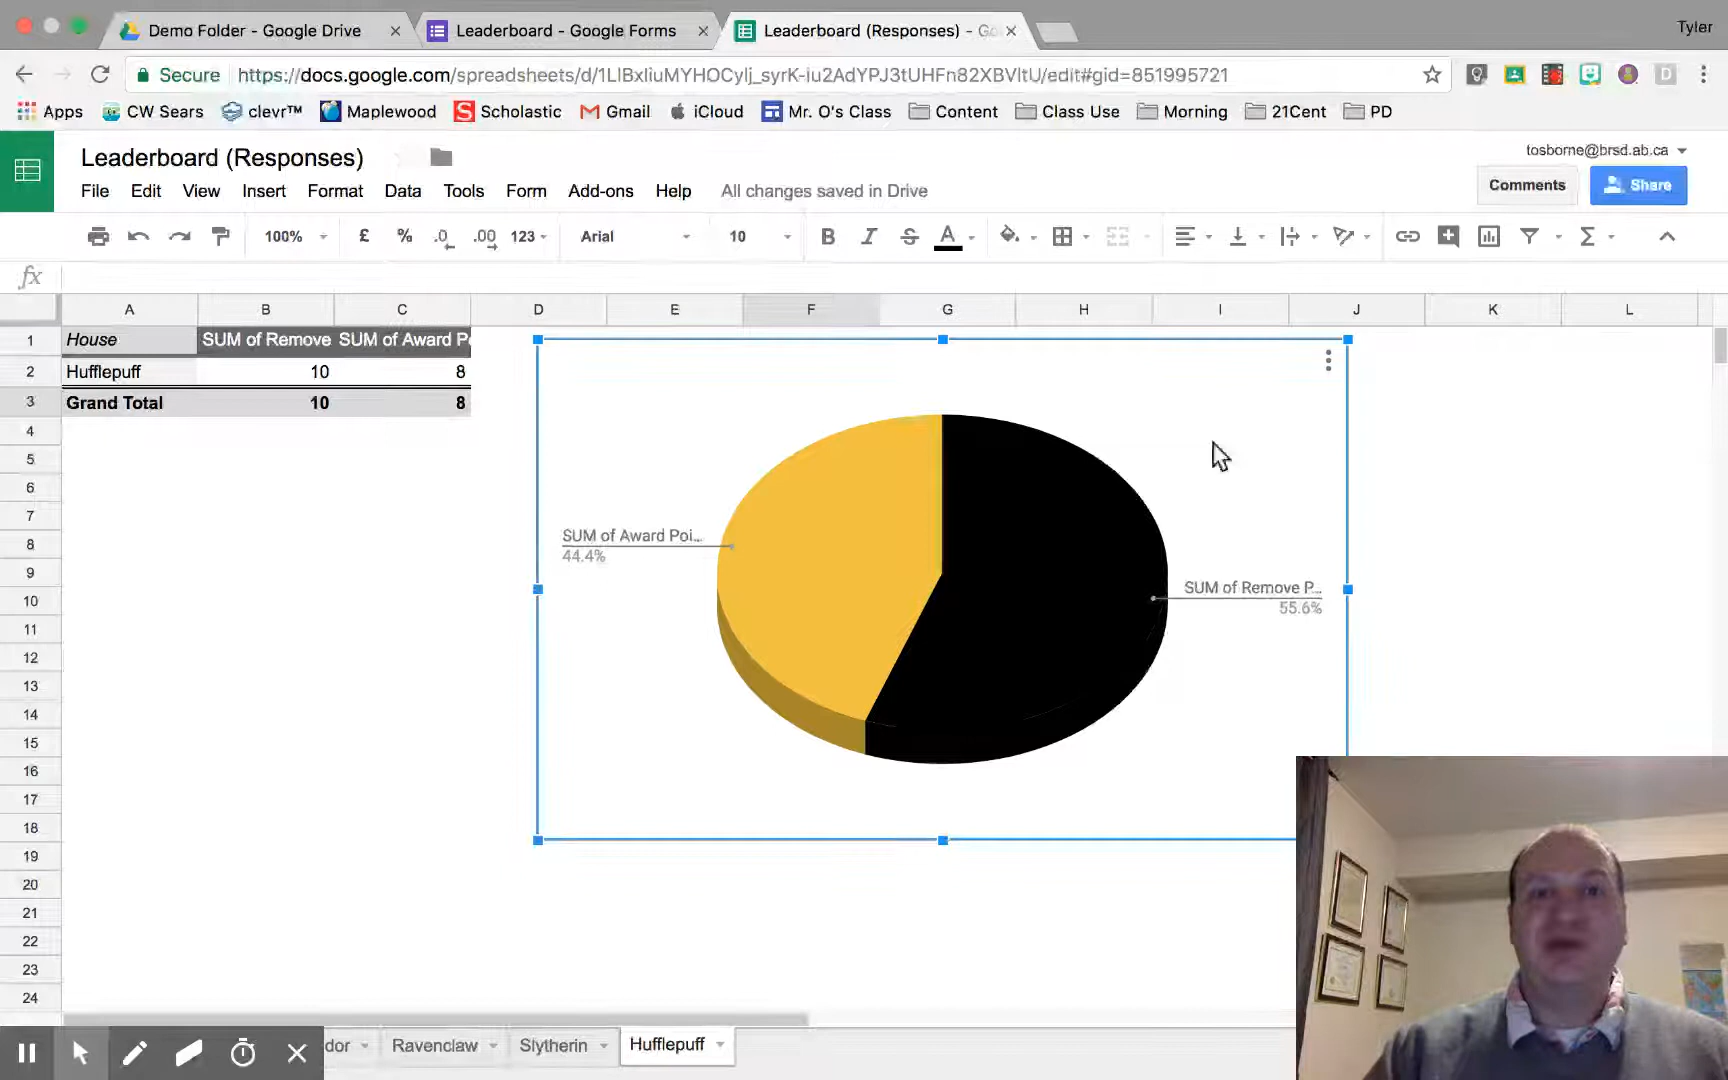 Demo Folder - Google Drive
Leaderboard - Google Forms
Leaderboard (Responses) - Go
Tyler
Secure
https://docs.google.com/spreadsheets/d/1LlBxliuMYHOCylj_syrK-iu2AdYPJ3tUHFn82XBVltU/edit#gid=851995721
Apps CW Sears clevr™ Maplewood Scholastic Gmail iCloud Mr. O's Class Content Class Use Morning 21Cent PD
Leaderboard (Responses)
tosborne@brsd.ab.ca
File Edit View Insert Format Data Tools Form Add-ons Help All changes saved in Drive
Comments
Share
100% £ % .0 .00 123 Arial 10 B I S A Σ
fx
A B C D E F G H I J K L
1 House SUM of Remove SUM of Award P
2 Hufflepuff 10 8
3 Grand Total 10 8
4
5
6
7
8
9
10
11
12
13
14
15
16
17
18
19
20
21
22
23
24
SUM of Award Poi...
44.4%
SUM of Remove P...
55.6%
dor Ravenclaw Slytherin Hufflepuff